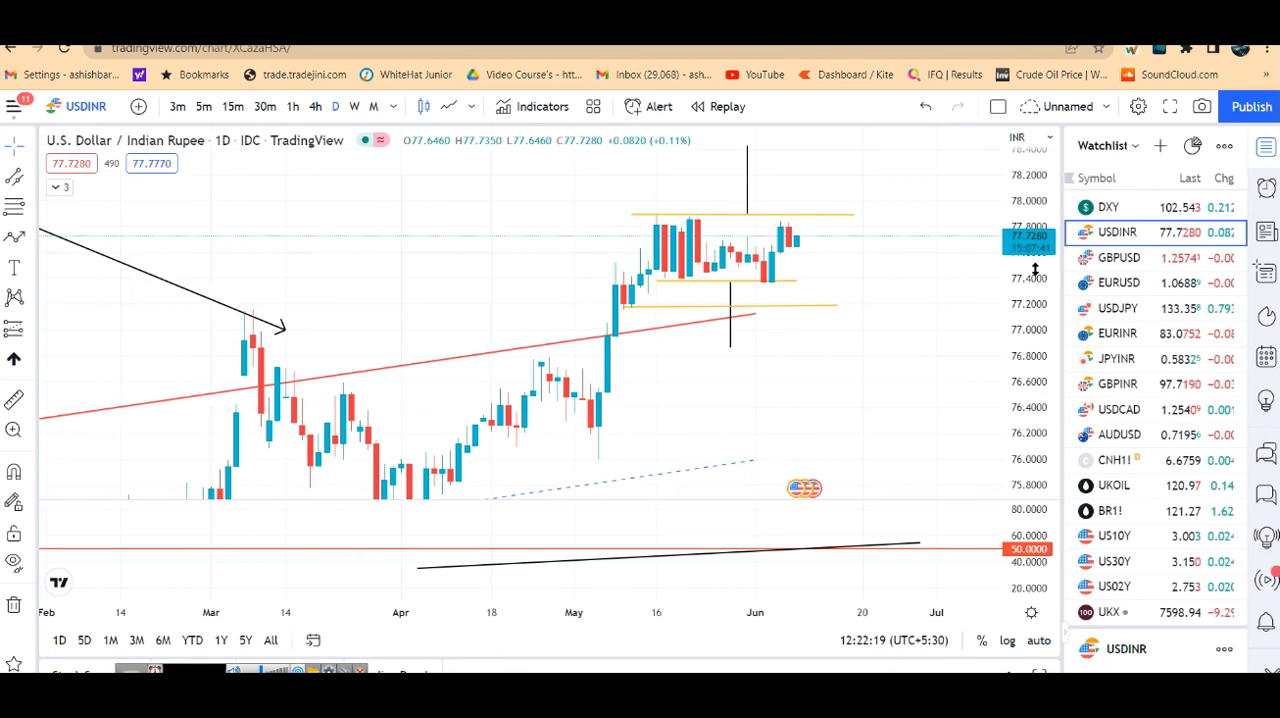 tradingview.com/chart/XCazaHSA/
Settings - ashishbar... Bookmarks trade.tradejini.com WhiteHat Junior Video Course's - htt... Inbox (29,068) - ash... YouTube Dashboard / Kite IFQ | Results Crude Oil Price | W... SoundCloud.com »
11 USDINR 3m 5m 15m 30m 1h 4h D W M Indicators Alert Replay Unnamed Publish
U.S. Dollar / Indian Rupee · 1D · IDC · TradingView O77.6460 H77.7350 L77.6460 C77.7280 +0.0820 (+0.11%)
77.7280 490 77.7770
3
INR
78.4000
78.2000
78.0000
77.8000
77.7280
15:07:41
77.4000
77.2000
77.0000
76.8000
76.6000
76.4000
76.2000
76.0000
75.8000
80.0000
60.0000
50.0000
40.0000
20.0000
Feb 14 Mar 14 Apr 18 May 16 Jun 20 Jul
1D 5D 1M 3M 6M YTD 1Y 5Y All 12:22:19 (UTC+5:30) % log auto
Watchlist
Symbol Last Chg
DXY 102.543 0.212
USDINR 77.7280 0.082
GBPUSD 1.25741 −0.00
EURUSD 1.06889 −0.00
USDJPY 133.358 0.793
EURINR 83.0752 −0.08
JPYINR 0.58325 −0.00
GBPINR 97.7190 −0.03
USDCAD 1.25409 0.001
AUDUSD 0.71956 −0.00
CNH1! D 6.6759 0.004
UKOIL 120.97 0.14
BR1! 121.27 1.62
US10Y 3.003 0.024
US30Y 3.150 0.024
US02Y 2.753 0.024
100 UKX 7598.94 −9.29
USDINR